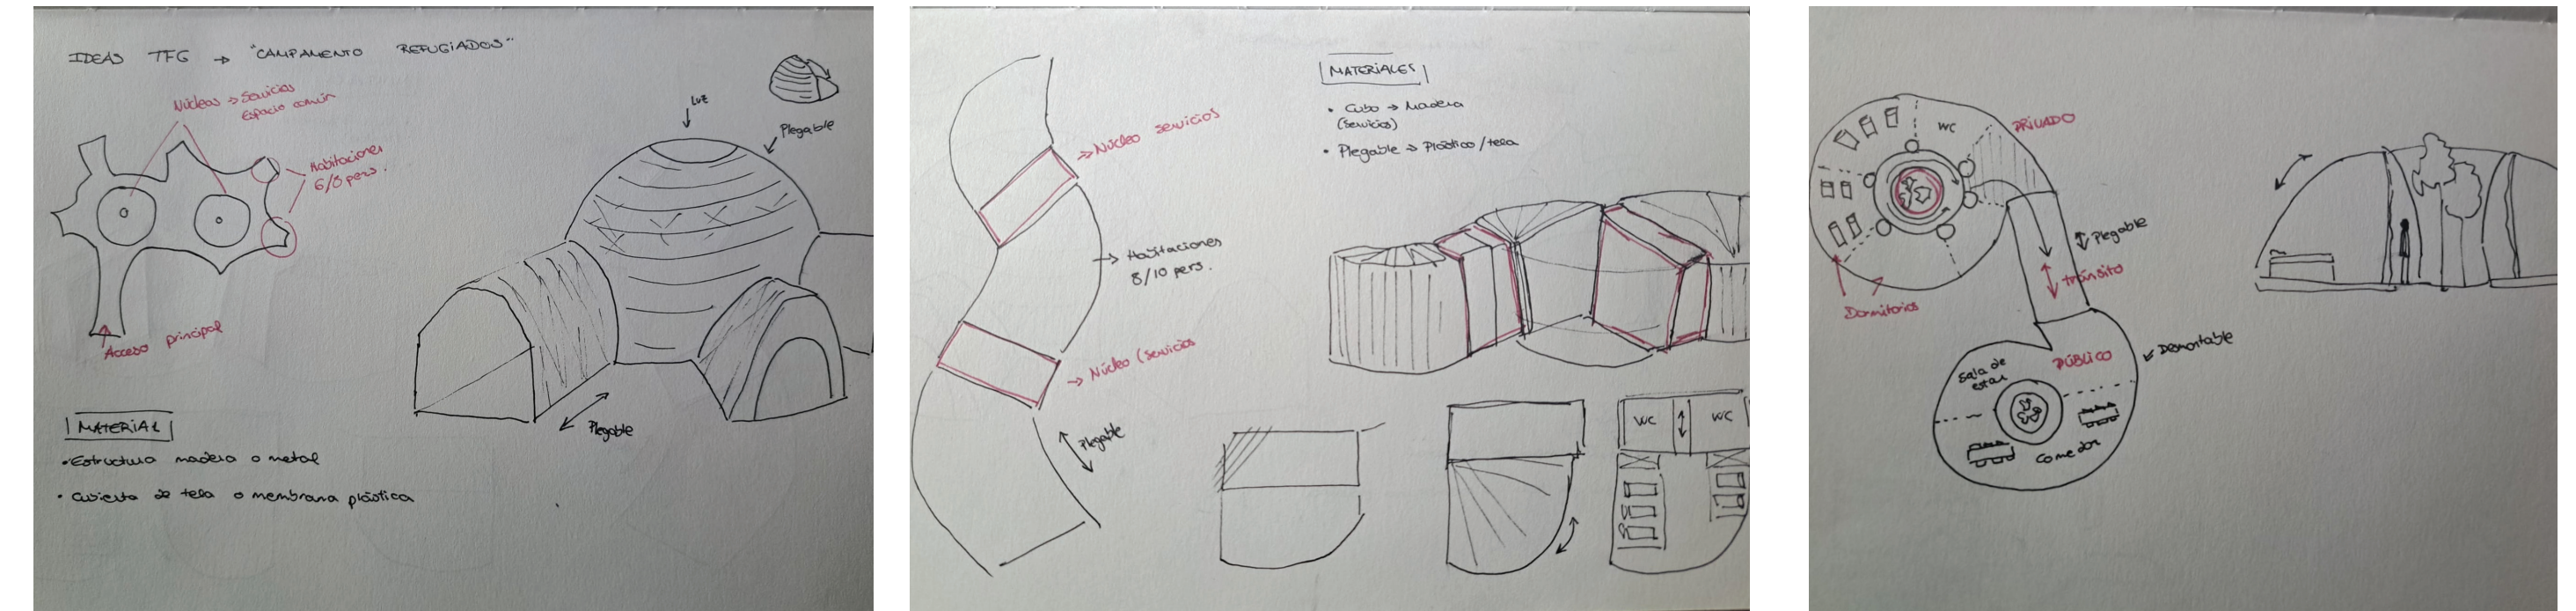 IDEAS TFG → "CAMPAMENTO REFUGIADOS"
Núcleos → Servicios
Espacio común
Habitaciones
6/8 pers.
Acceso principal
LUZ
Plegable
Plegable
MATERIAL
• Estructura madera o metal
• Cubierta de tela o membrana plástica
Núcleo servicios
Habitaciones
8/10 pers.
Núcleo (servicios
Plegable
MATERIALES
• Cubo → Madera
(servicios)
• Plegable → Plástico/tela
WC
WC
WC
PRIVADO
Plegable
tránsito
Dormitorios
PÚBLICO
Desmontable
Sala de
estar
Comedor